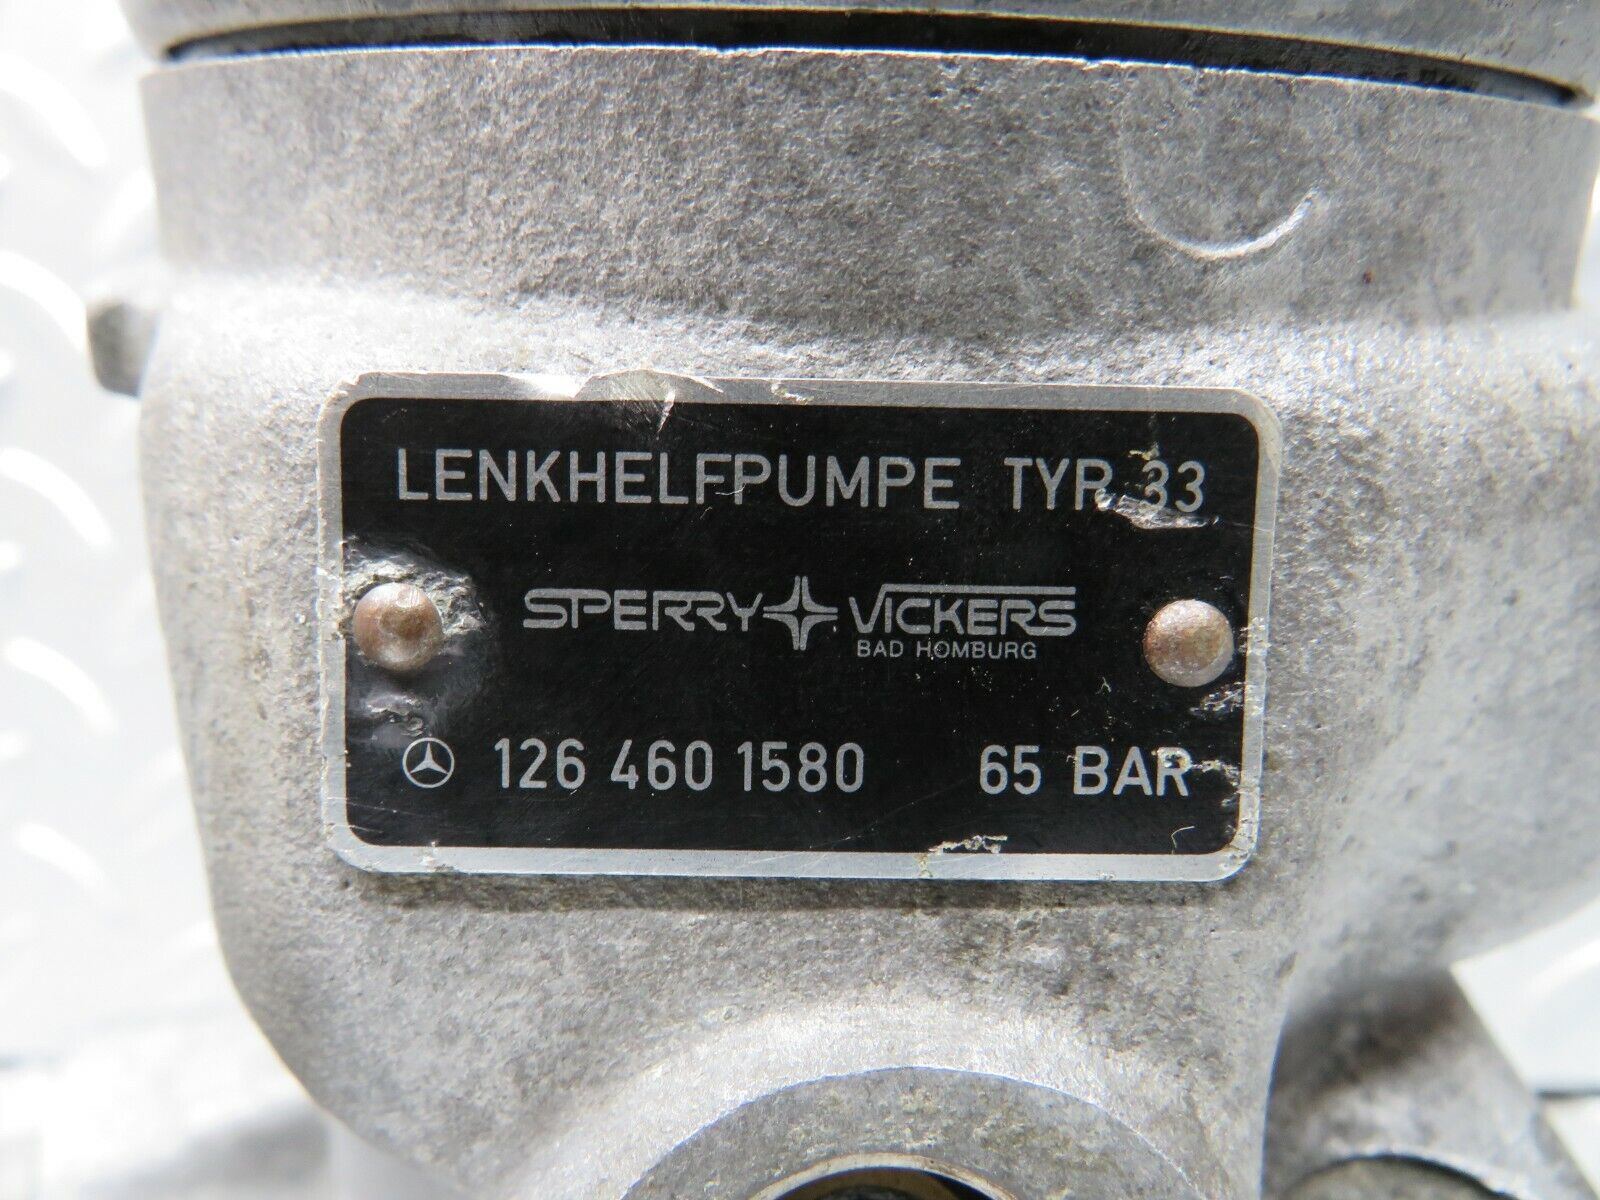 LENKHELFPUMPE TYP 33
SPERRY VICKERS
BAD HOMBURG
126 460 1580 65 BAR